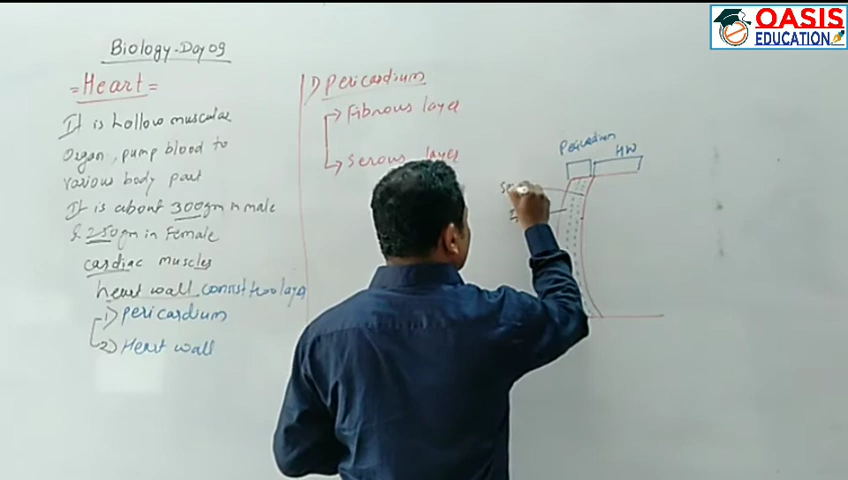 OASIS
EDUCATION
Biology-Day 09
=Heart=
It is hollow muscular
Organ, pump blood to
various body part
It is about 300gm in male
& 250gm in Female
cardiac muscles
heart wall consist two layer
1) pericardium
2) Heart wall
1) Pericardium
→ Fibrous layer
→ Serous layer
Pericardium
HW